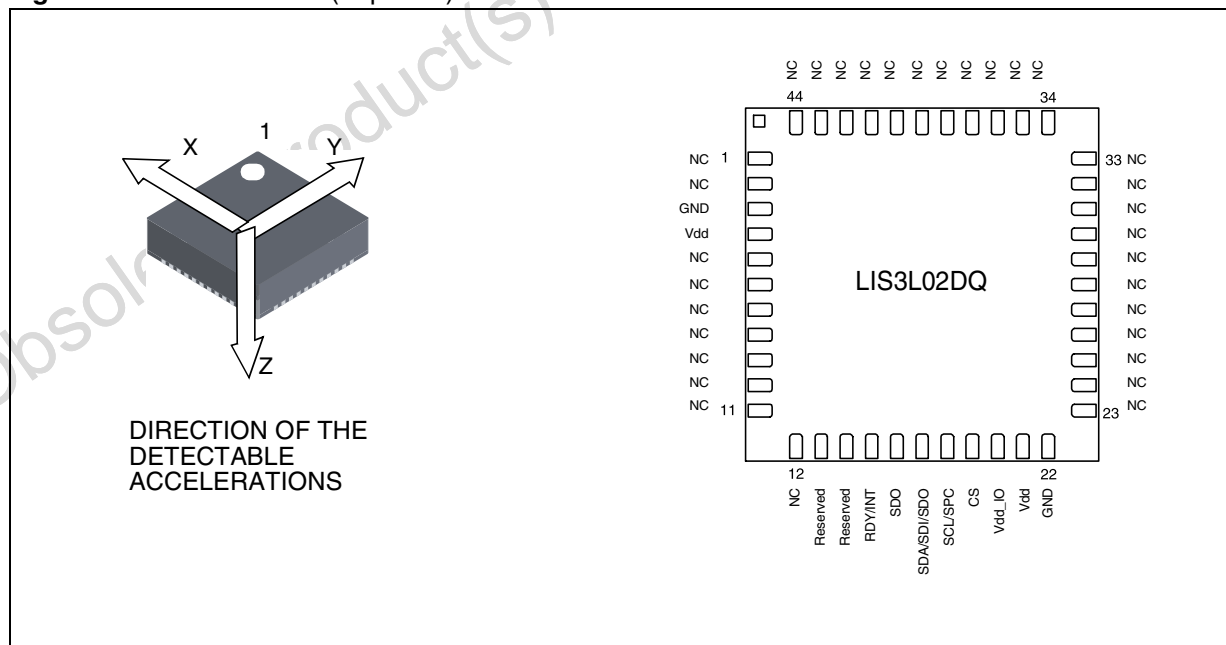 Obsolete Product(s)
X
1
Y
Z
DIRECTION OF THE
DETECTABLE
ACCELERATIONS
NC NC NC NC NC NC NC NC NC NC NC
44 34
NC 1
NC
GND
Vdd
NC
NC
NC
NC
NC
NC
NC 11
LIS3L02DQ
33 NC
NC
NC
NC
NC
NC
NC
NC
NC
NC
23 NC
12 22
NC
Reserved
Reserved
RDY/INT
SDO
SDA/SDI/SDO
SCL/SPC
CS
Vdd_IO
Vdd
GND